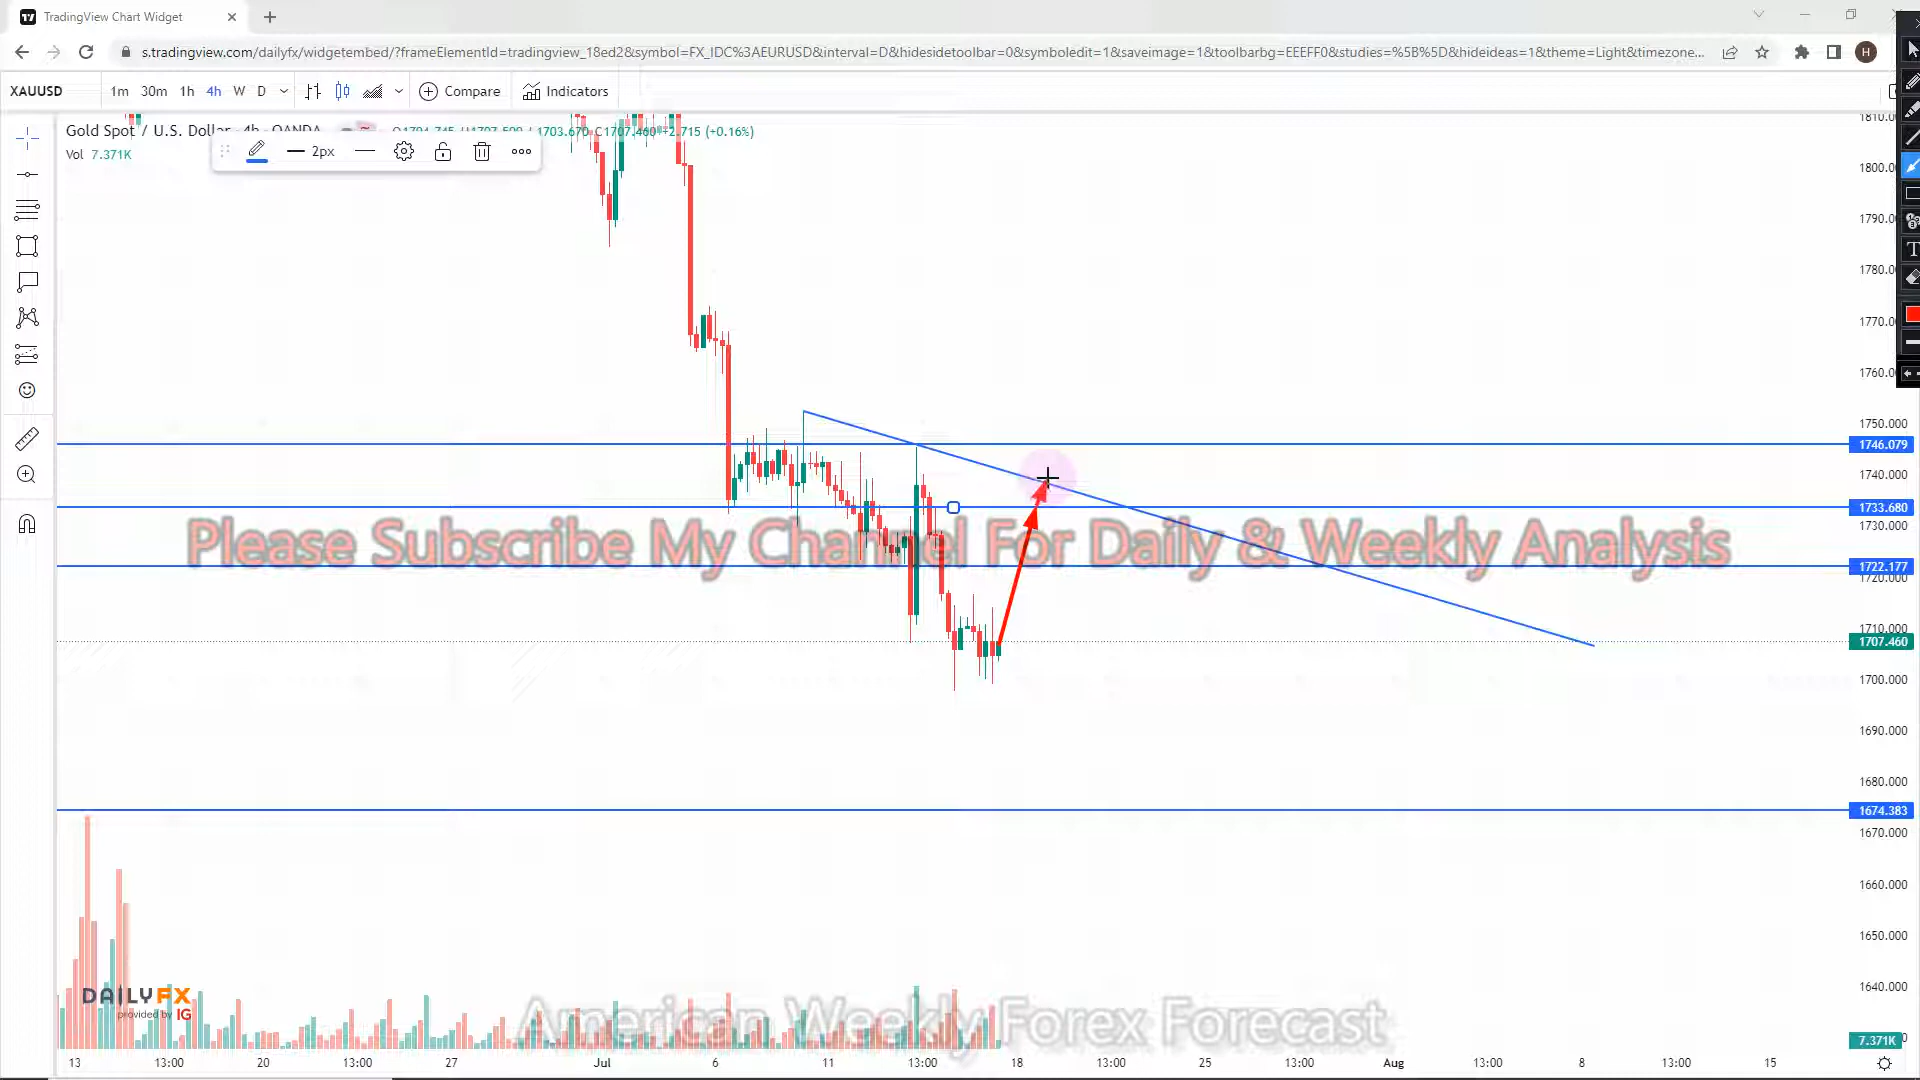 TradingView Chart Widget
s.tradingview.com/dailyfx/widgetembed/?frameElementId=tradingview_18ed2&symbol=FX_IDC%3AEURUSD&interval=D&hidesidetoolbar=0&symboledit=1&saveimage=1&toolbarbg=EEEFF0&studies=%5B%5D&hideideas=1&theme=Light&timezone...
H
XAUUSD 1m 30m 1h 4h W D Compare Indicators
Gold Spot / U.S. Dollar 4h OANDA 1703.670 C1707.460 +2.715 (+0.16%)
Vol 7.371K
2px
1810.0
1800.0
1790.0
1780.0
1770.0
1760.0
1750.000
1746.079
1740.000
1733.680
1730.000
Please Subscribe My Channel For Daily & Weekly Analysis
1722.177
1720.000
1710.000
1707.460
1700.000
1690.000
1680.000
1674.383
1670.000
1660.000
1650.000
1640.000
DAILYFX
provided by IG
American Weekly Forex Forecast
7.371K
13 13:00 20 13:00 27 Jul 6 11 13:00 18 13:00 25 13:00 Aug 13:00 8 13:00 15